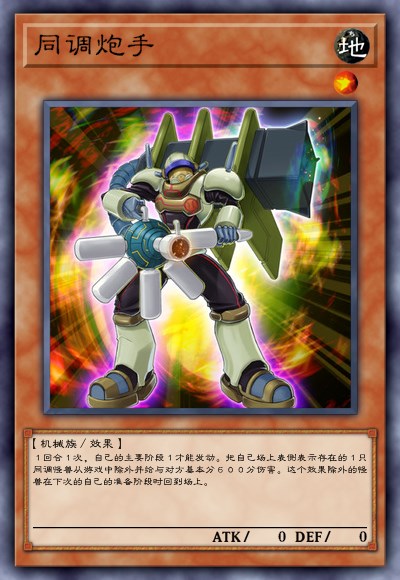 同调炮手
地
【机械族／效果】
１回合１次，自己的主要阶段１才能发动。把自己场上表侧表示存在的１只
同调怪兽从游戏中除外并给与对方基本分６００分伤害。这个效果除外的怪
兽在下次的自己的准备阶段时回到场上。
ATK/ 0 DEF/ 0